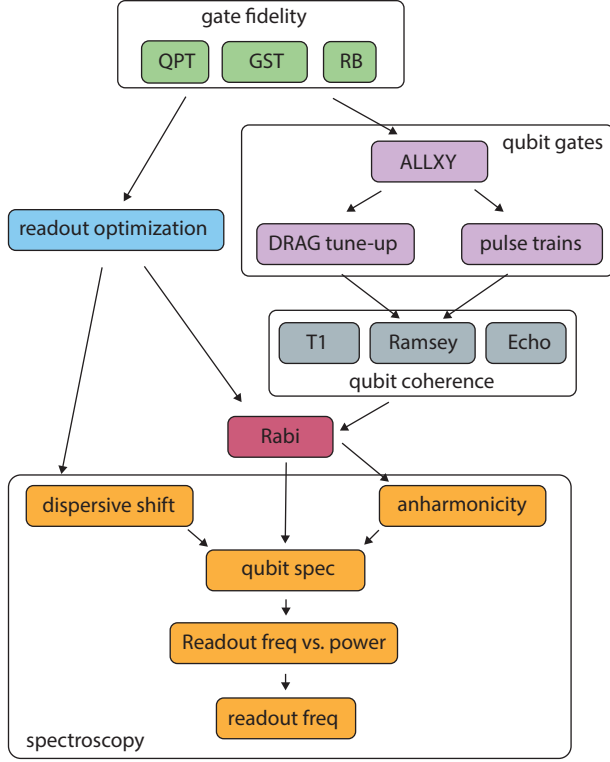 gate fidelity
QPT
GST
RB
qubit gates
ALLXY
readout optimization
DRAG tune-up
pulse trains
T1
Ramsey
Echo
qubit coherence
Rabi
dispersive shift
anharmonicity
qubit spec
Readout freq vs. power
readout freq
spectroscopy